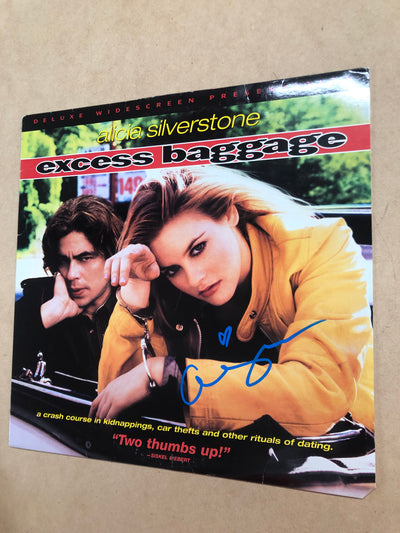 DELUXE WIDESCREEN PRESE
alicia silverstone
excess baggage
a crash course in kidnappings, car thefts and other rituals of dating.
"Two thumbs up!"
—SISKEL & EBERT